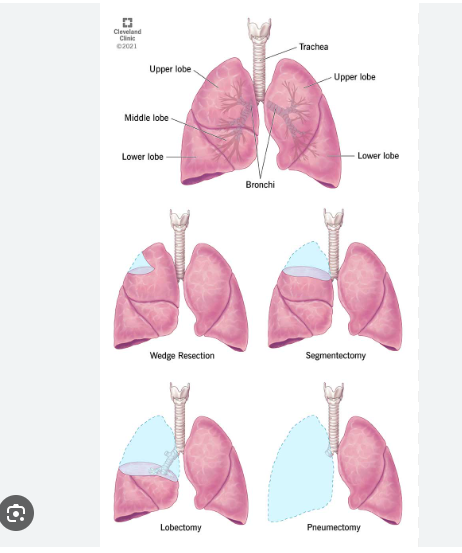 Cleveland
Clinic
©2021
Trachea
Upper lobe
Upper lobe
Middle lobe
Lower lobe
Lower lobe
Bronchi
Wedge Resection
Segmentectomy
Lobectomy
Pneumectomy